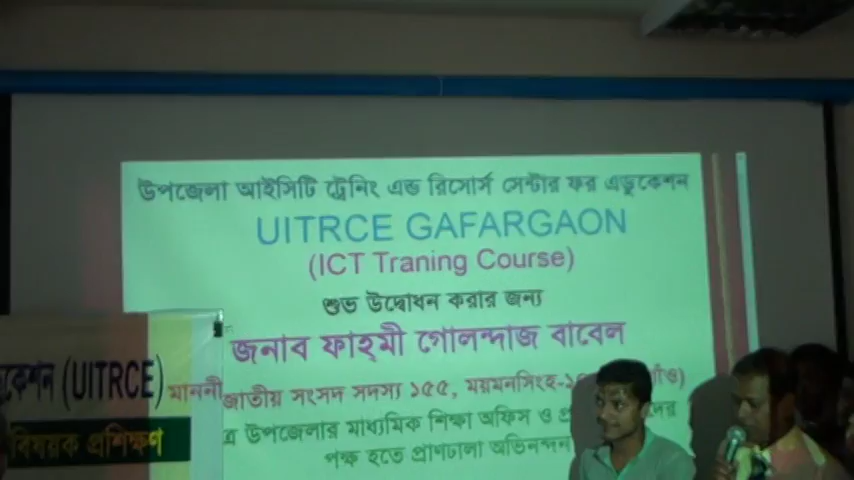 উপজেলা আইসিটি ট্রেনিং এন্ড রিসোর্স সেন্টার ফর এডুকেশন
UITRCE GAFARGAON
(ICT Traning Course)
শুভ উদ্বোধন করার জন্য
জনাব ফাহ্মী গোলন্দাজ বাবেল
মাননী জাতীয় সংসদ সদস্য ১৫৫, ময়মনসিংহ-১
উপজেলার মাধ্যমিক শিক্ষা অফিস ও
পক্ষ হতে প্রাণঢালা অভিনন্দন
(UITRCE)
বিষয়ক প্রশিক্ষণ